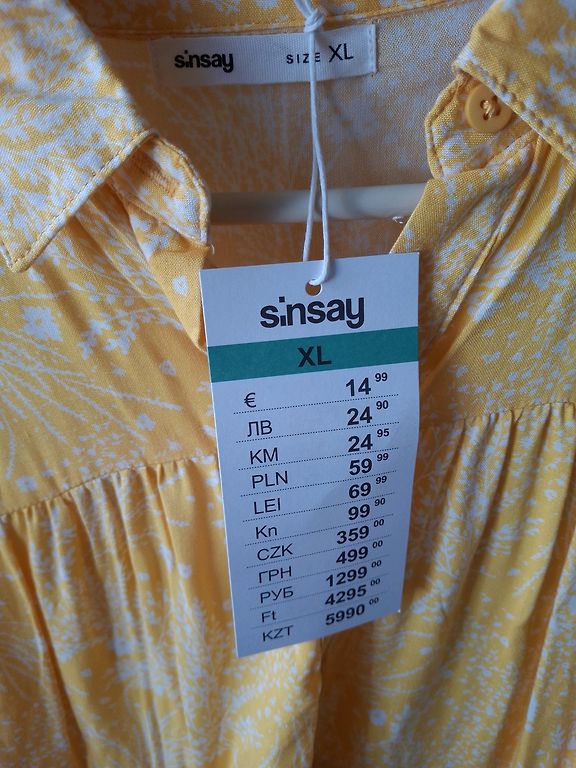 sinsay SIZE XL
sinsay
XL
€ 14 99
ЛВ 24 90
KM 24 95
PLN 59 99
LEI 69 99
Kn 99 90
CZK 359 00
ГРН 499 00
РУБ 1299 00
Ft 4295 00
KZT 5990 00